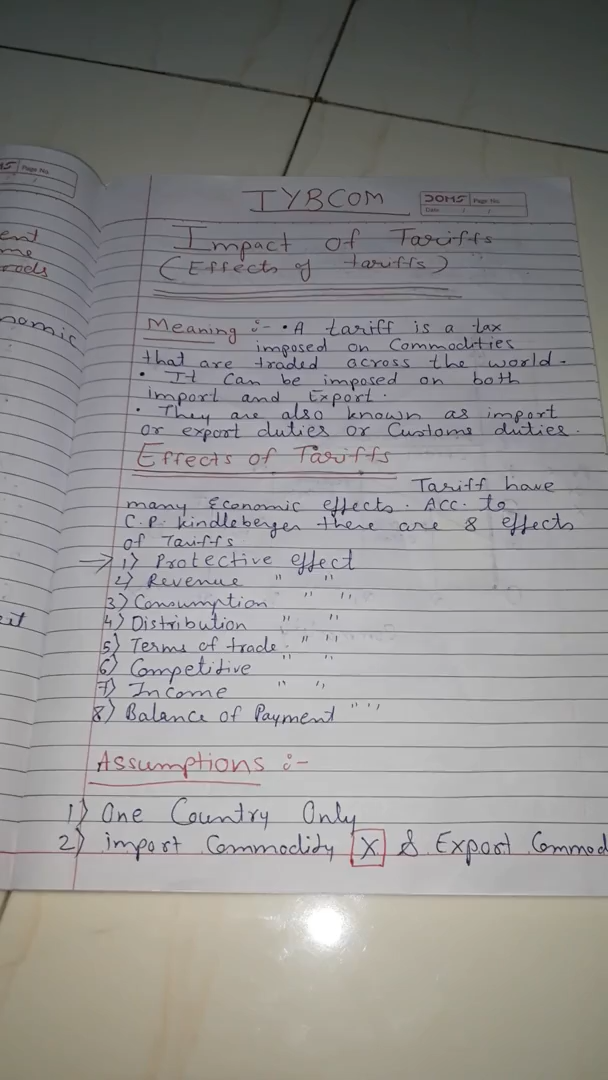 Page No.
TYBCOM
DOMS Page No.
Date / /
Impact of Tariffs
(Effects of tariffs)
Meaning :- • A tariff is a tax
imposed on Commodities
that are traded across the world.
• It can be imposed on both
import and Export.
• They are also known as import
or export duties or Customs duties.
Effects of Tariffs
Tariff have
many Economic effects. Acc. to
C.P. kindleberger there are 8 effects
of Tariffs
→ 1) Protective effect
2) Revenue " "
3) Consumption " "
4) Distribution " "
5) Terms of trade. " "
6) Competitive " "
7) Income " "
8) Balance of Payment " "
Assumptions :-
1) One Country Only
2) import Commodity X & Export Commod